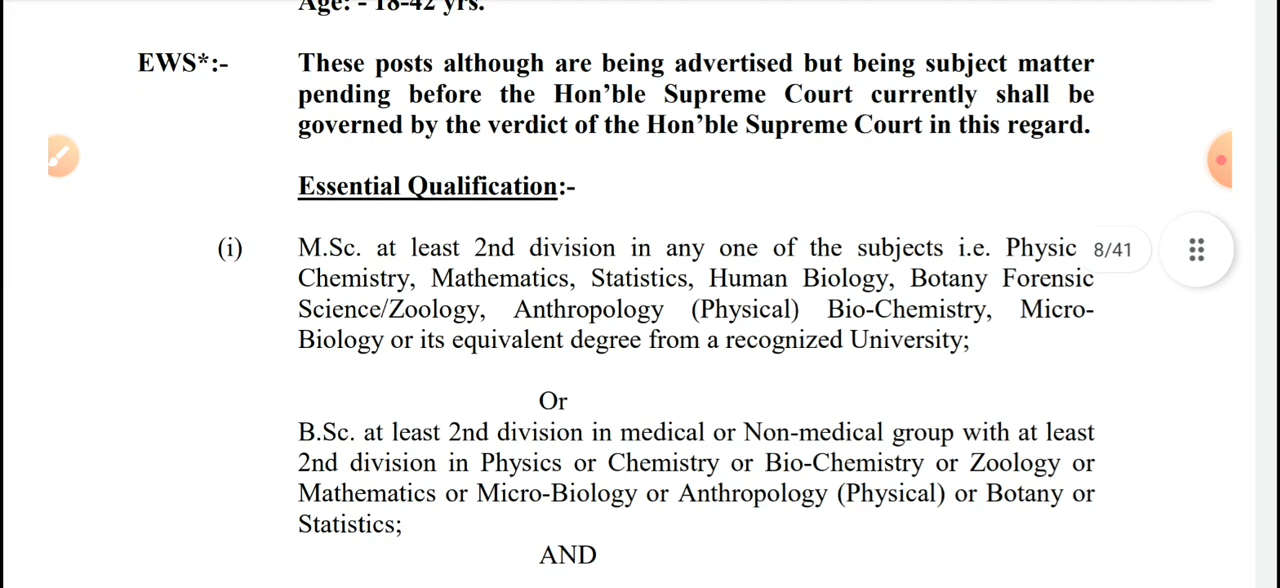 Age: - 18-42 yrs.
EWS*:- These posts although are being advertised but being subject matter
pending before the Hon'ble Supreme Court currently shall be
governed by the verdict of the Hon'ble Supreme Court in this regard.
Essential Qualification:-
(i) M.Sc. at least 2nd division in any one of the subjects i.e. Physic 8/41
Chemistry, Mathematics, Statistics, Human Biology, Botany Forensic
Science/Zoology, Anthropology (Physical) Bio-Chemistry, Micro-
Biology or its equivalent degree from a recognized University;
Or
B.Sc. at least 2nd division in medical or Non-medical group with at least
2nd division in Physics or Chemistry or Bio-Chemistry or Zoology or
Mathematics or Micro-Biology or Anthropology (Physical) or Botany or
Statistics;
AND